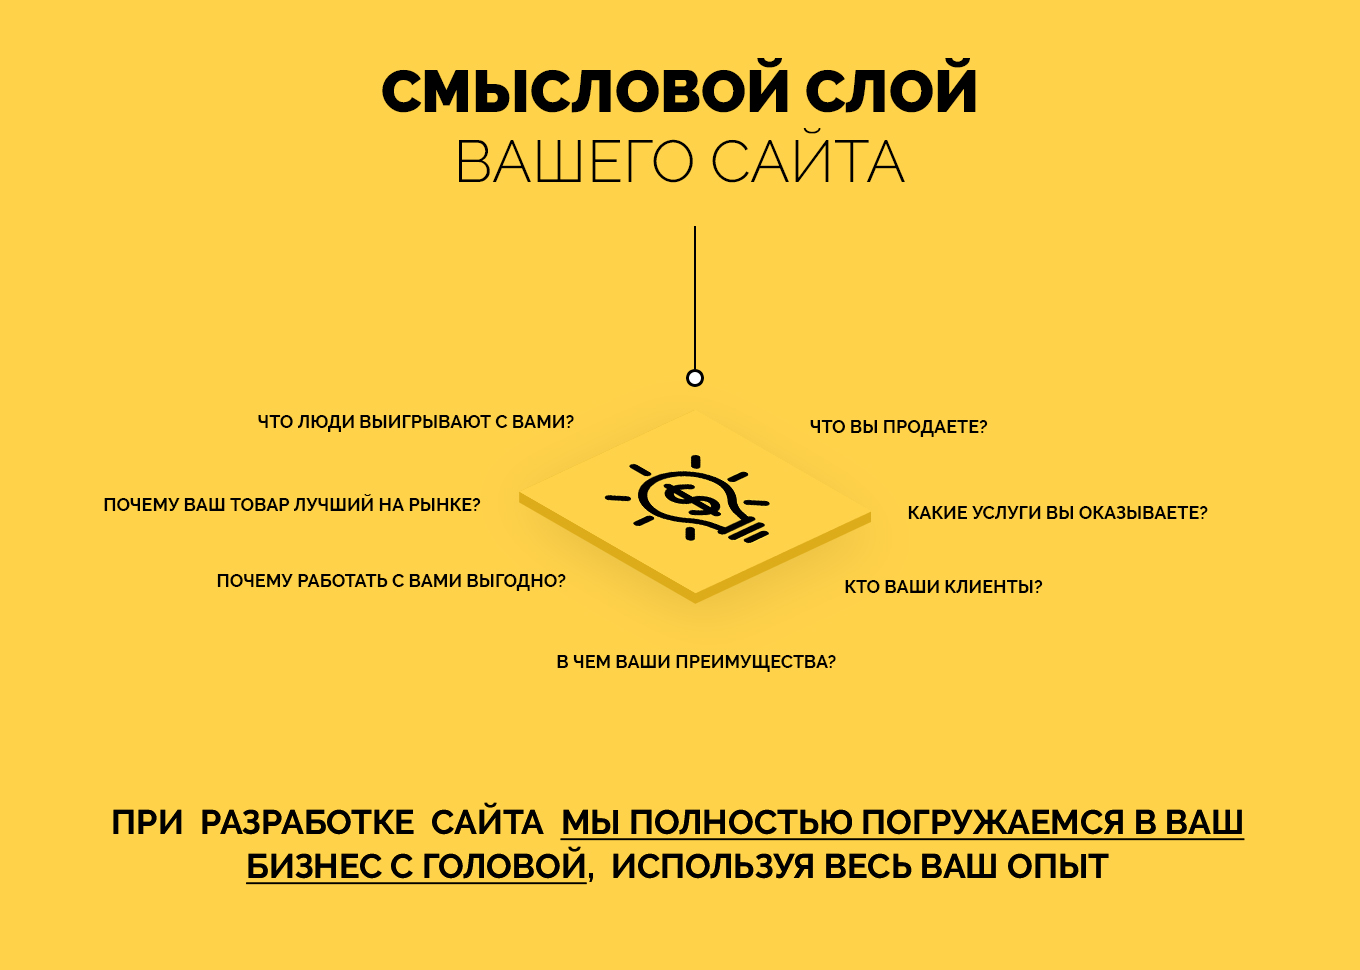 СМЫСЛОВОЙ СЛОЙ
ВАШЕГО САЙТА
ЧТО ЛЮДИ ВЫИГРЫВАЮТ С ВАМИ?
ЧТО ВЫ ПРОДАЕТЕ?
ПОЧЕМУ ВАШ ТОВАР ЛУЧШИЙ НА РЫНКЕ?
КАКИЕ УСЛУГИ ВЫ ОКАЗЫВАЕТЕ?
ПОЧЕМУ РАБОТАТЬ С ВАМИ ВЫГОДНО?
КТО ВАШИ КЛИЕНТЫ?
В ЧЕМ ВАШИ ПРЕИМУЩЕСТВА?
ПРИ РАЗРАБОТКЕ САЙТА МЫ ПОЛНОСТЬЮ ПОГРУЖАЕМСЯ В ВАШ
БИЗНЕС С ГОЛОВОЙ, ИСПОЛЬЗУЯ ВЕСЬ ВАШ ОПЫТ